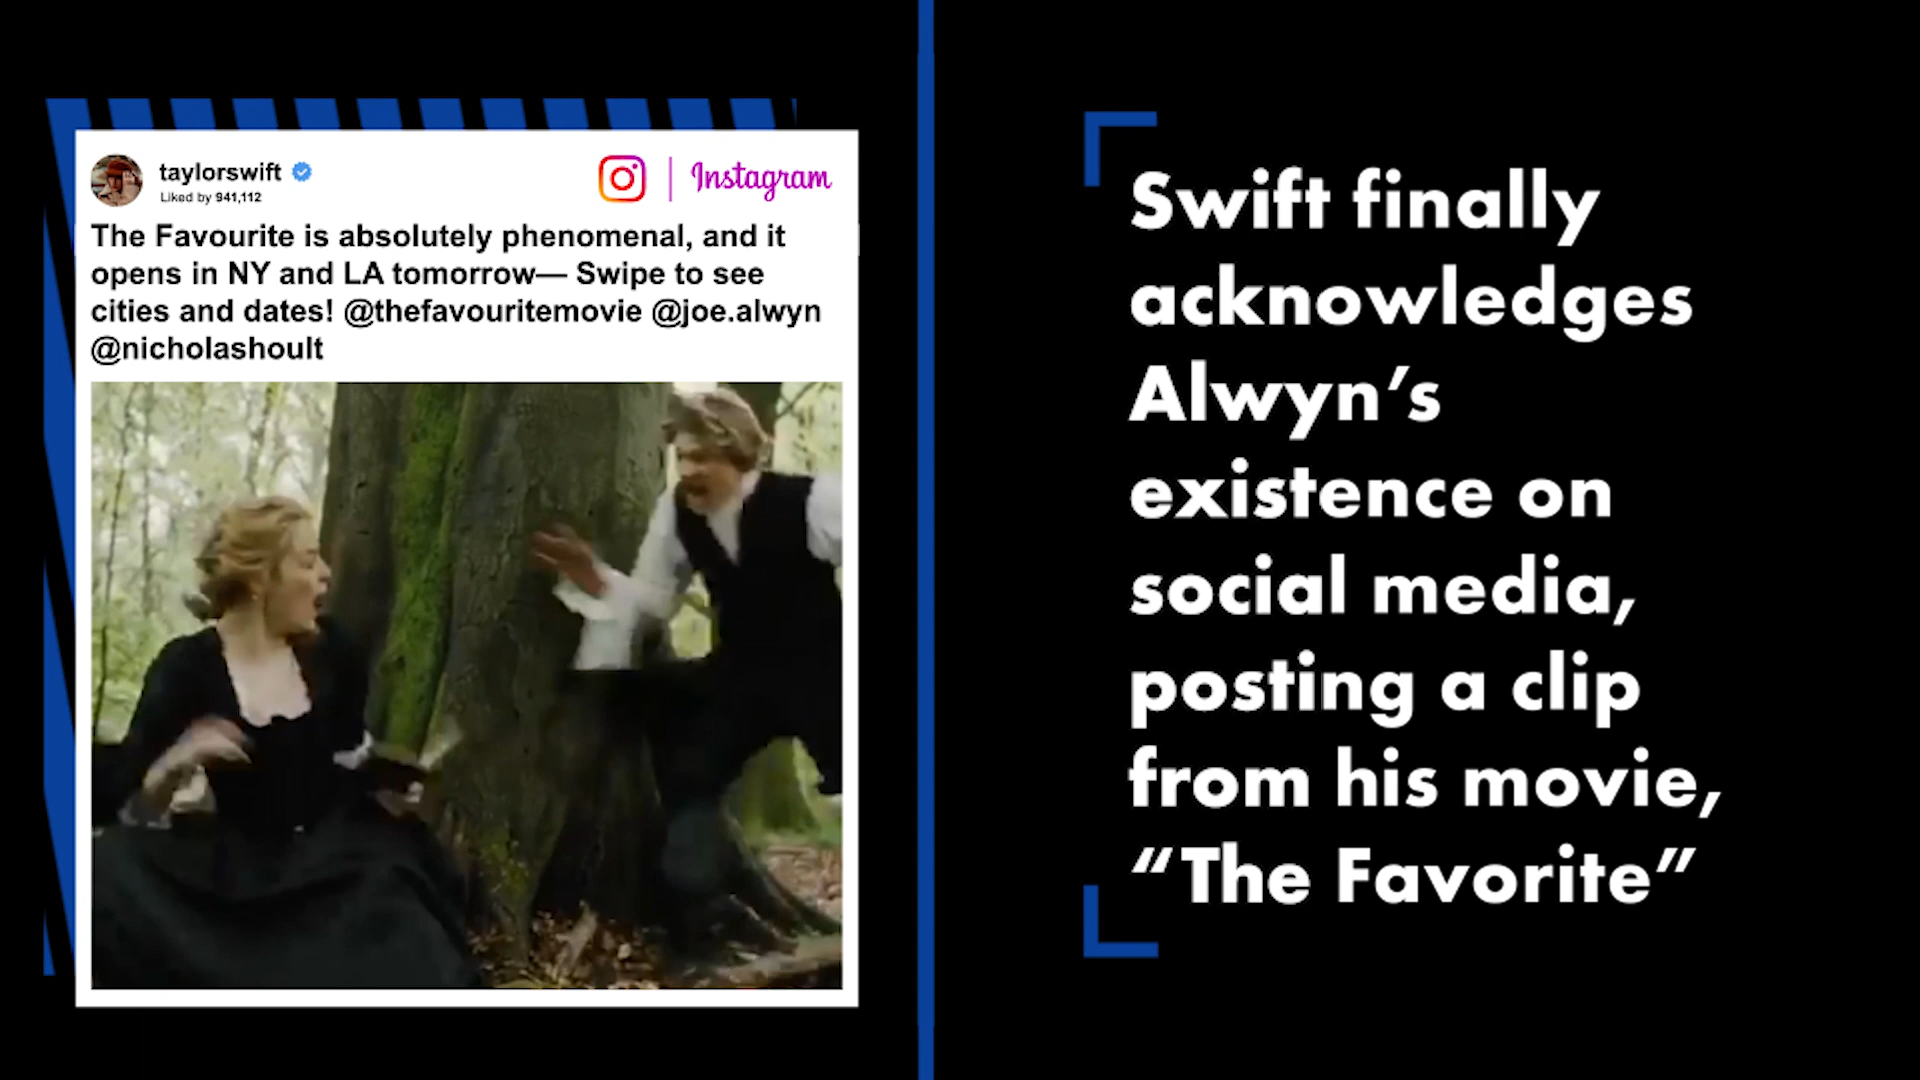 taylorswift
Liked by 941,112
Instagram
The Favourite is absolutely phenomenal, and it
opens in NY and LA tomorrow— Swipe to see
cities and dates! @thefavouritemovie @joe.alwyn
@nicholashoult
Swift finally
acknowledges
Alwyn’s
existence on
social media,
posting a clip
from his movie,
“The Favorite”